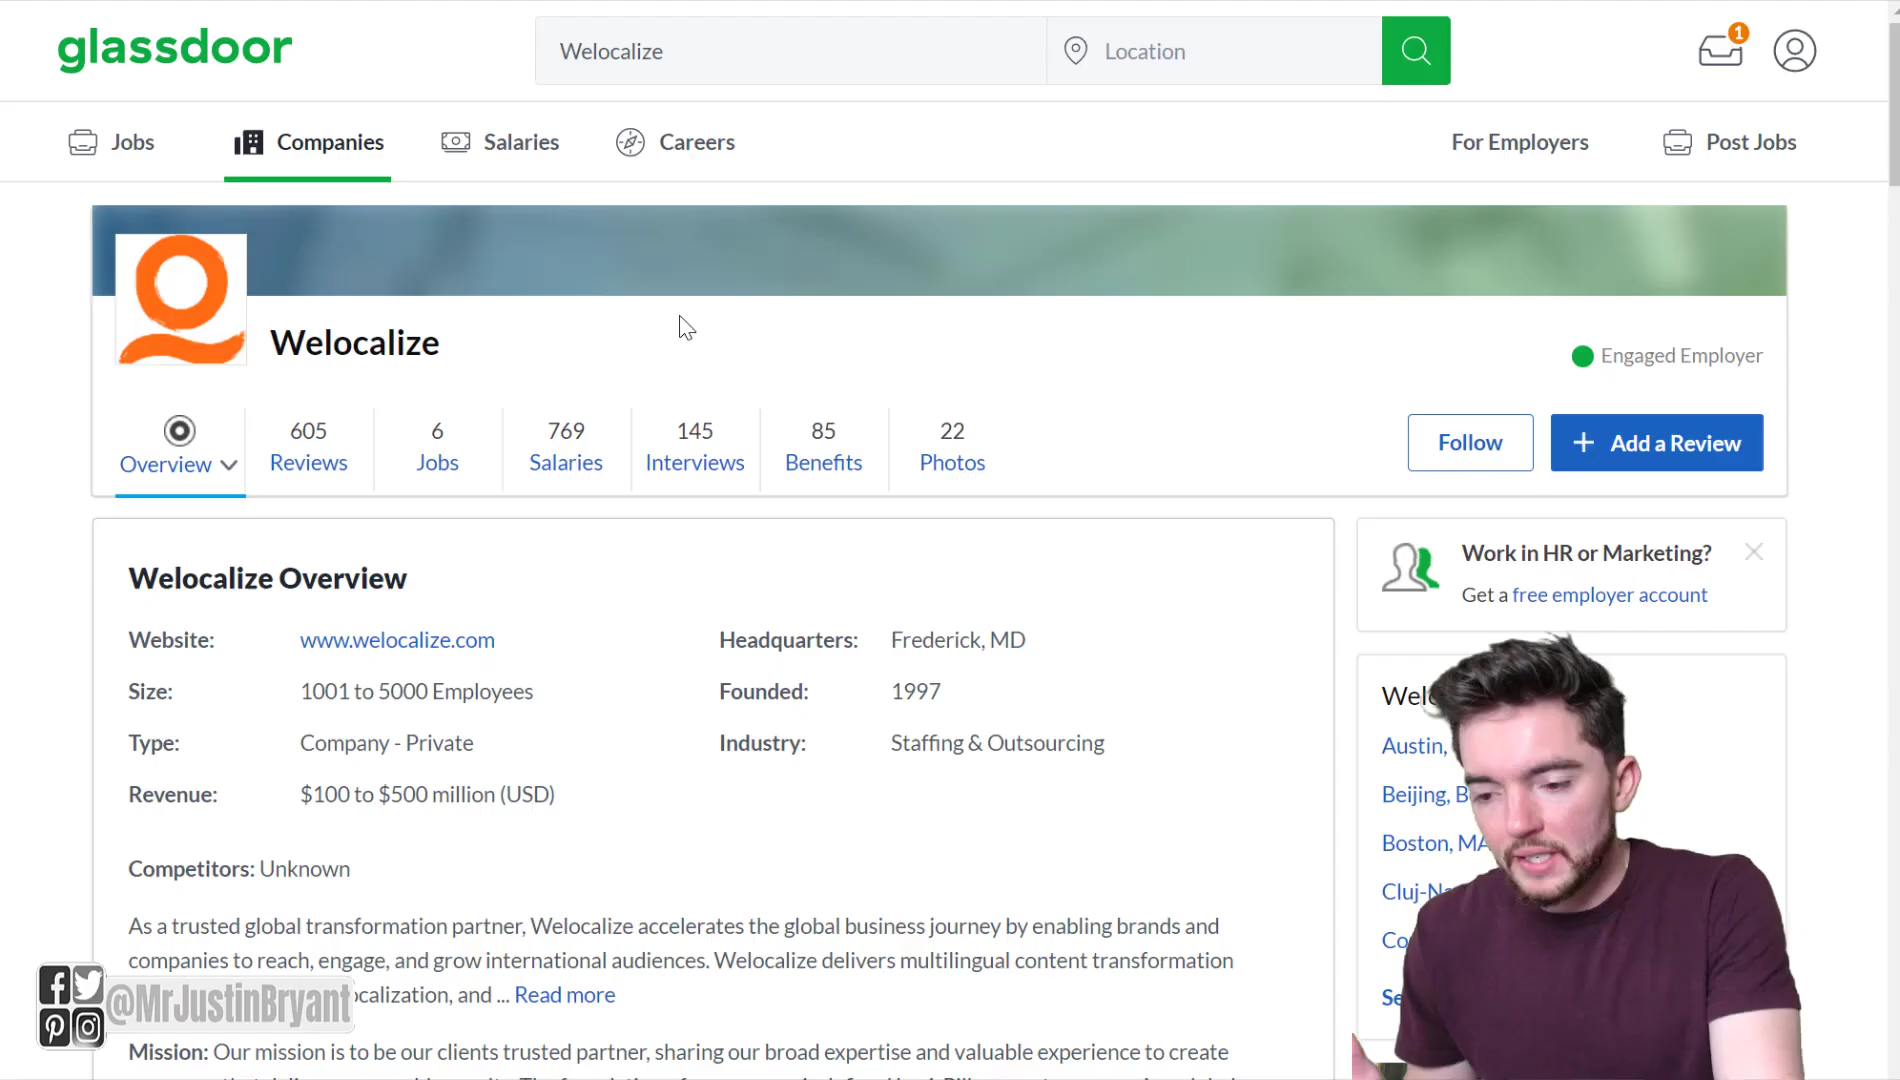 glassdoor
Welocalize
Location
1
Jobs
Companies
Salaries
Careers
For Employers
Post Jobs
Welocalize
Engaged Employer
Overview
605
Reviews
6
Jobs
769
Salaries
145
Interviews
85
Benefits
22
Photos
Follow
+ Add a Review
Welocalize Overview
Website: www.welocalize.com
Headquarters: Frederick, MD
Size: 1001 to 5000 Employees
Founded: 1997
Type: Company - Private
Industry: Staffing & Outsourcing
Revenue: $100 to $500 million (USD)
Competitors: Unknown
As a trusted global transformation partner, Welocalize accelerates the global business journey by enabling brands and
companies to reach, engage, and grow international audiences. Welocalize delivers multilingual content transformation
and ... Read more
Mission: Our mission is to be our clients trusted partner, sharing our broad expertise and valuable experience to create
Work in HR or Marketing?
Get a free employer account
Austin,
Beijing,
Boston, MA
@MrJustinBryant